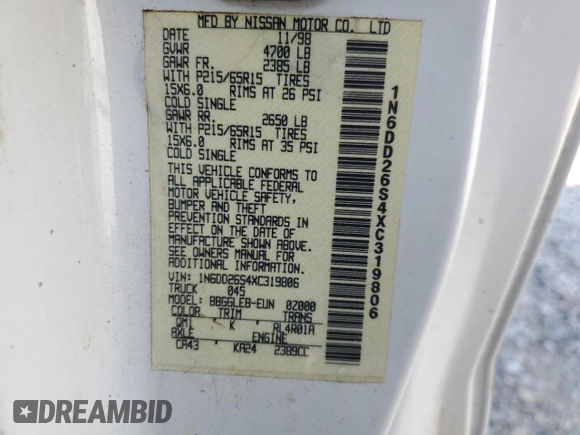 MFD BY NISSAN MOTOR CO. LTD
DATE 11/98
GVWR 4700 LB
GAWR FR. 2385 LB
WITH P215/65R15 TIRES
15X6.0 RIMS AT 26 PSI
COLD SINGLE
GAWR RR. 2650 LB
WITH P215/65R15 TIRES
15X6.0 RIMS AT 35 PSI
COLD SINGLE
THIS VEHICLE CONFORMS TO
ALL APPLICABLE FEDERAL
MOTOR VEHICLE SAFETY,
BUMPER AND THEFT
PREVENTION STANDARDS IN
EFFECT ON THE DATE OF
MANUFACTURE SHOWN ABOVE.
SEE OWNERS MANUAL FOR
ADDITIONAL INFORMATION.
VIN: 1N6DD26S4XC319806
TRUCK 045
MODEL: BBGGLEB-EUN 0Z000
COLOR TRIM TRANS
QM1 K RL4R01A
AXLE ENGINE
CA43 KA24 2389CC
1N6DD26S4XC319806
DREAMBID